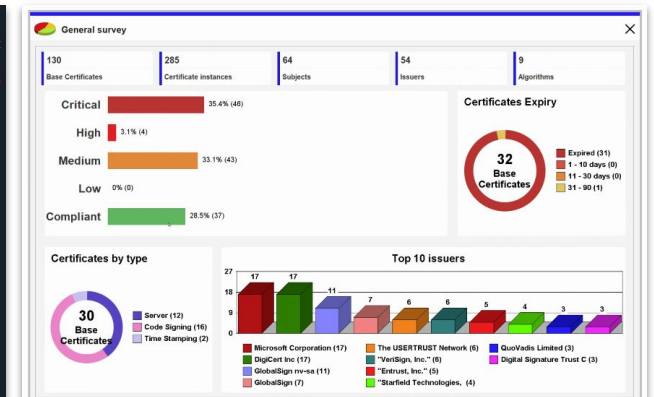 General survey
130
Base Certificates
285
Certificate instances
64
Subjects
54
Issuers
9
Algorithms
Critical 35.4% (46)
High 3.1% (4)
Medium 33.1% (43)
Low 0% (0)
Compliant 28.5% (37)
Certificates Expiry
32
Base
Certificates
Expired (31)
1 - 10 days (0)
11 - 30 days (0)
31 - 90 (1)
Certificates by type
30
Base
Certificates
Server (12)
Code Signing (16)
Time Stamping (2)
Top 10 issuers
27
18
9
0
17 17 11 7 6 6 5 4 3 3
Microsoft Corporation (17)
DigiCert Inc (17)
GlobalSign nv-sa (11)
GlobalSign (7)
The USERTRUST Network (6)
"VeriSign, Inc." (6)
"Entrust, Inc." (5)
"Starfield Technologies, (4)
QuoVadis Limited (3)
Digital Signature Trust C (3)